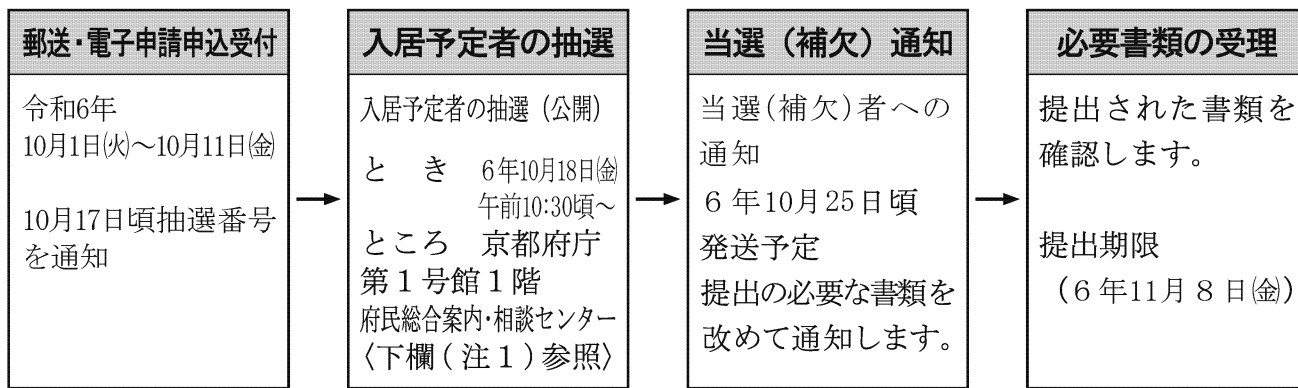 郵送・電子申請申込受付
令和6年
10月1日㈫～10月11日㈮
10月17日頃抽選番号
を通知
入居予定者の抽選
入居予定者の抽選（公開）
と　き　6年10月18日㈮
午前10:30頃～
ところ　京都府庁
第１号館１階
府民総合案内・相談センター
〈下欄(注１)参照〉
当選（補欠）通知
当選(補欠)者への
通知
６年10月25日頃
発送予定
提出の必要な書類を
改めて通知します。
必要書類の受理
提出された書類を
確認します。
提出期限
（６年11月８日㈮）